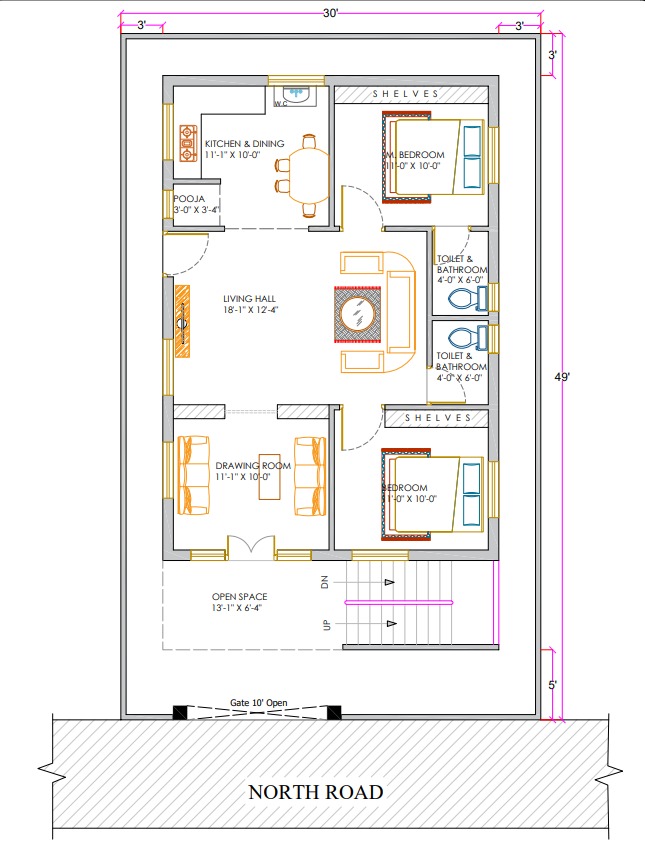 30'
3'
3'
3'
SHELVES
W.C
KITCHEN & DINING
11'-1" X 10'-0"
M. BEDROOM
11'-0" X 10'-0"
POOJA
3'-0" X 3'-4"
TOILET &
BATHROOM
4'-0" X 6'-0"
LIVING HALL
18'-1" X 12'-4"
TOILET &
BATHROOM
4'-0" X 6'-0"
49'
SHELVES
DRAWING ROOM
11'-1" X 10'-0"
BEDROOM
11'-0" X 10'-0"
DN
OPEN SPACE
13'-1" X 6'-4"
UP
5'
Gate 10' Open
NORTH ROAD